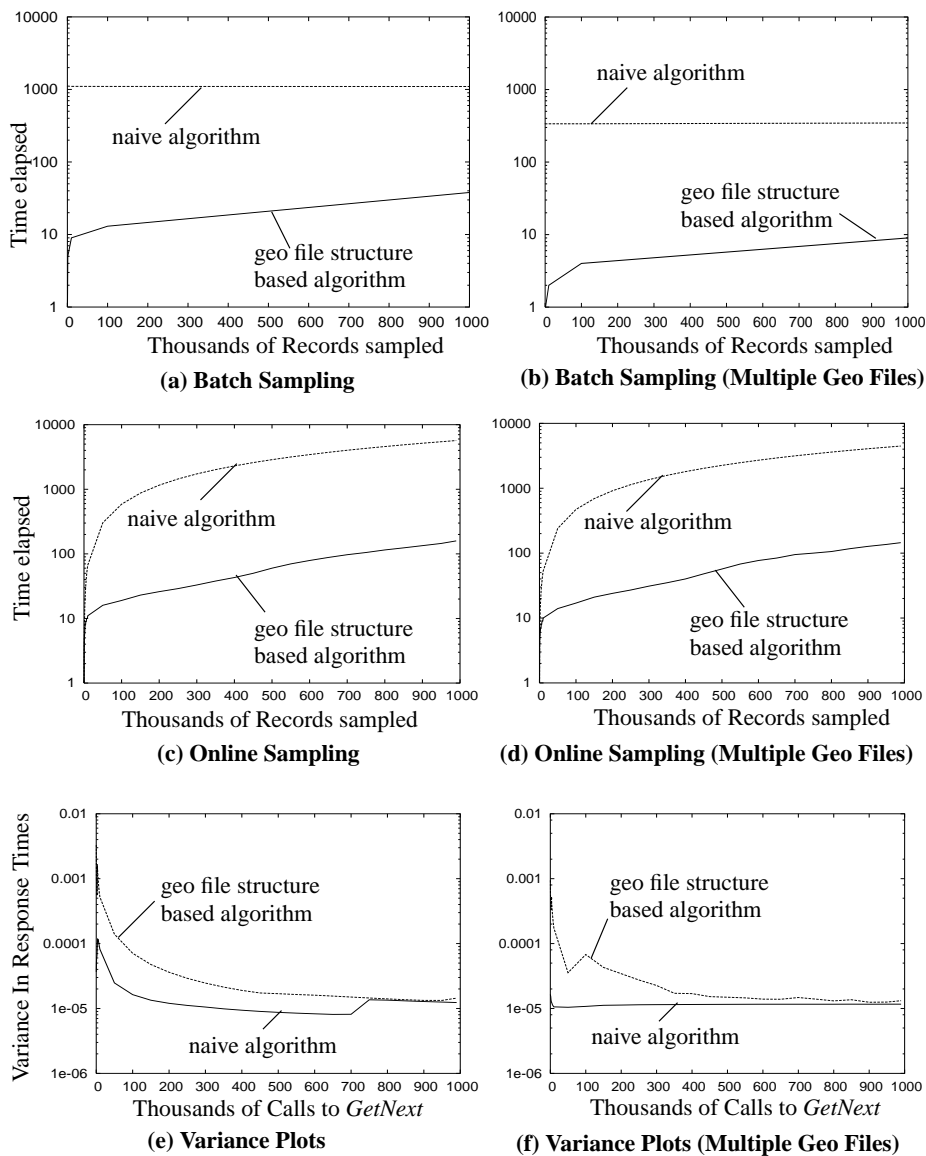 10000
1000
100
10
1
Time elapsed
naive algorithm
geo file structure
based algorithm
0 100 200 300 400 500 600 700 800 900 1000
Thousands of Records sampled
(a) Batch Sampling
10000
1000
100
10
1
naive algorithm
geo file structure
based algorithm
0 100 200 300 400 500 600 700 800 900 1000
Thousands of Records sampled
(b) Batch Sampling (Multiple Geo Files)
10000
1000
100
10
1
Time elapsed
naive algorithm
geo file structure
based algorithm
0 100 200 300 400 500 600 700 800 900 1000
Thousands of Records sampled
(c) Online Sampling
10000
1000
100
10
1
naive algorithm
geo file structure
based algorithm
0 100 200 300 400 500 600 700 800 900 1000
Thousands of Records sampled
(d) Online Sampling (Multiple Geo Files)
0.01
0.001
0.0001
1e-05
1e-06
Variance In Response Times
geo file structure
based algorithm
naive algorithm
0 100 200 300 400 500 600 700 800 900 1000
Thousands of Calls to GetNext
(e) Variance Plots
0.01
0.001
0.0001
1e-05
1e-06
geo file structure
based algorithm
naive algorithm
0 100 200 300 400 500 600 700 800 900 1000
Thousands of Calls to GetNext
(f) Variance Plots (Multiple Geo Files)